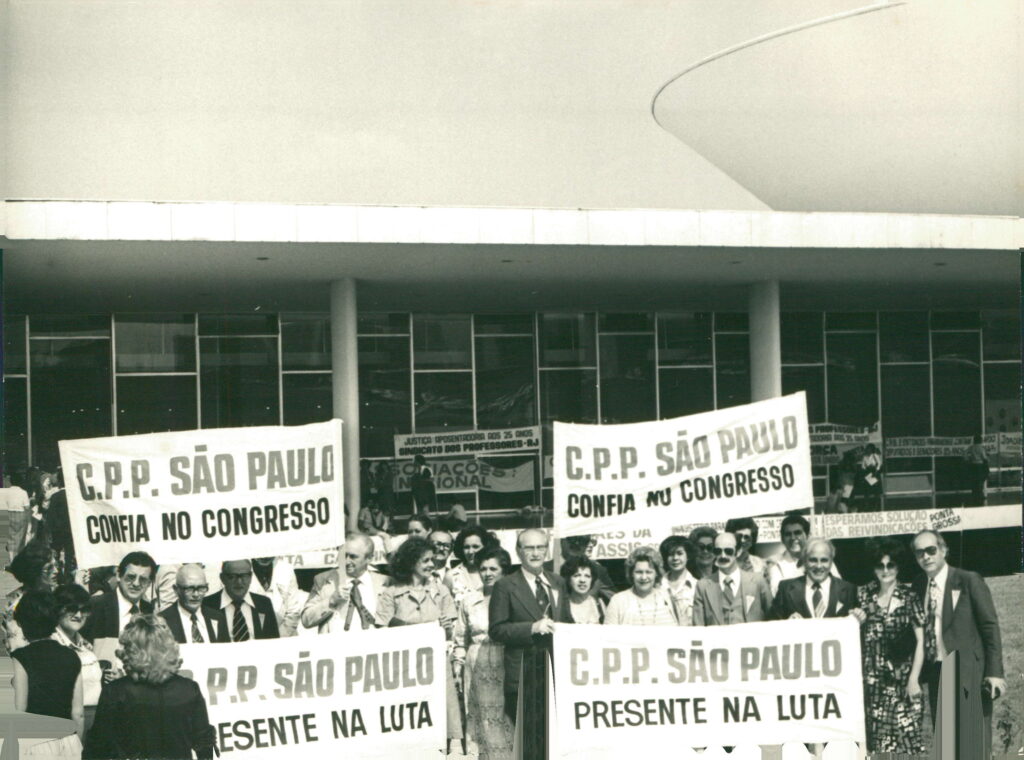 JUSTIÇA APOSENTADORIA AOS 25 ANOS
SINDICATO DOS PROFESSORES-RJ
C.P.P. SÃO PAULO
CONFIA NO CONGRESSO
C.P.P. SÃO PAULO
CONFIA NO CONGRESSO
NACIONAL
ESPERAMOS SOLUÇÃO
DAS REIVINDICAÇÕES
PONTA
GROSSA
P.P. SÃO PAULO
RESENTE NA LUTA
C.P.P. SÃO PAULO
PRESENTE NA LUTA